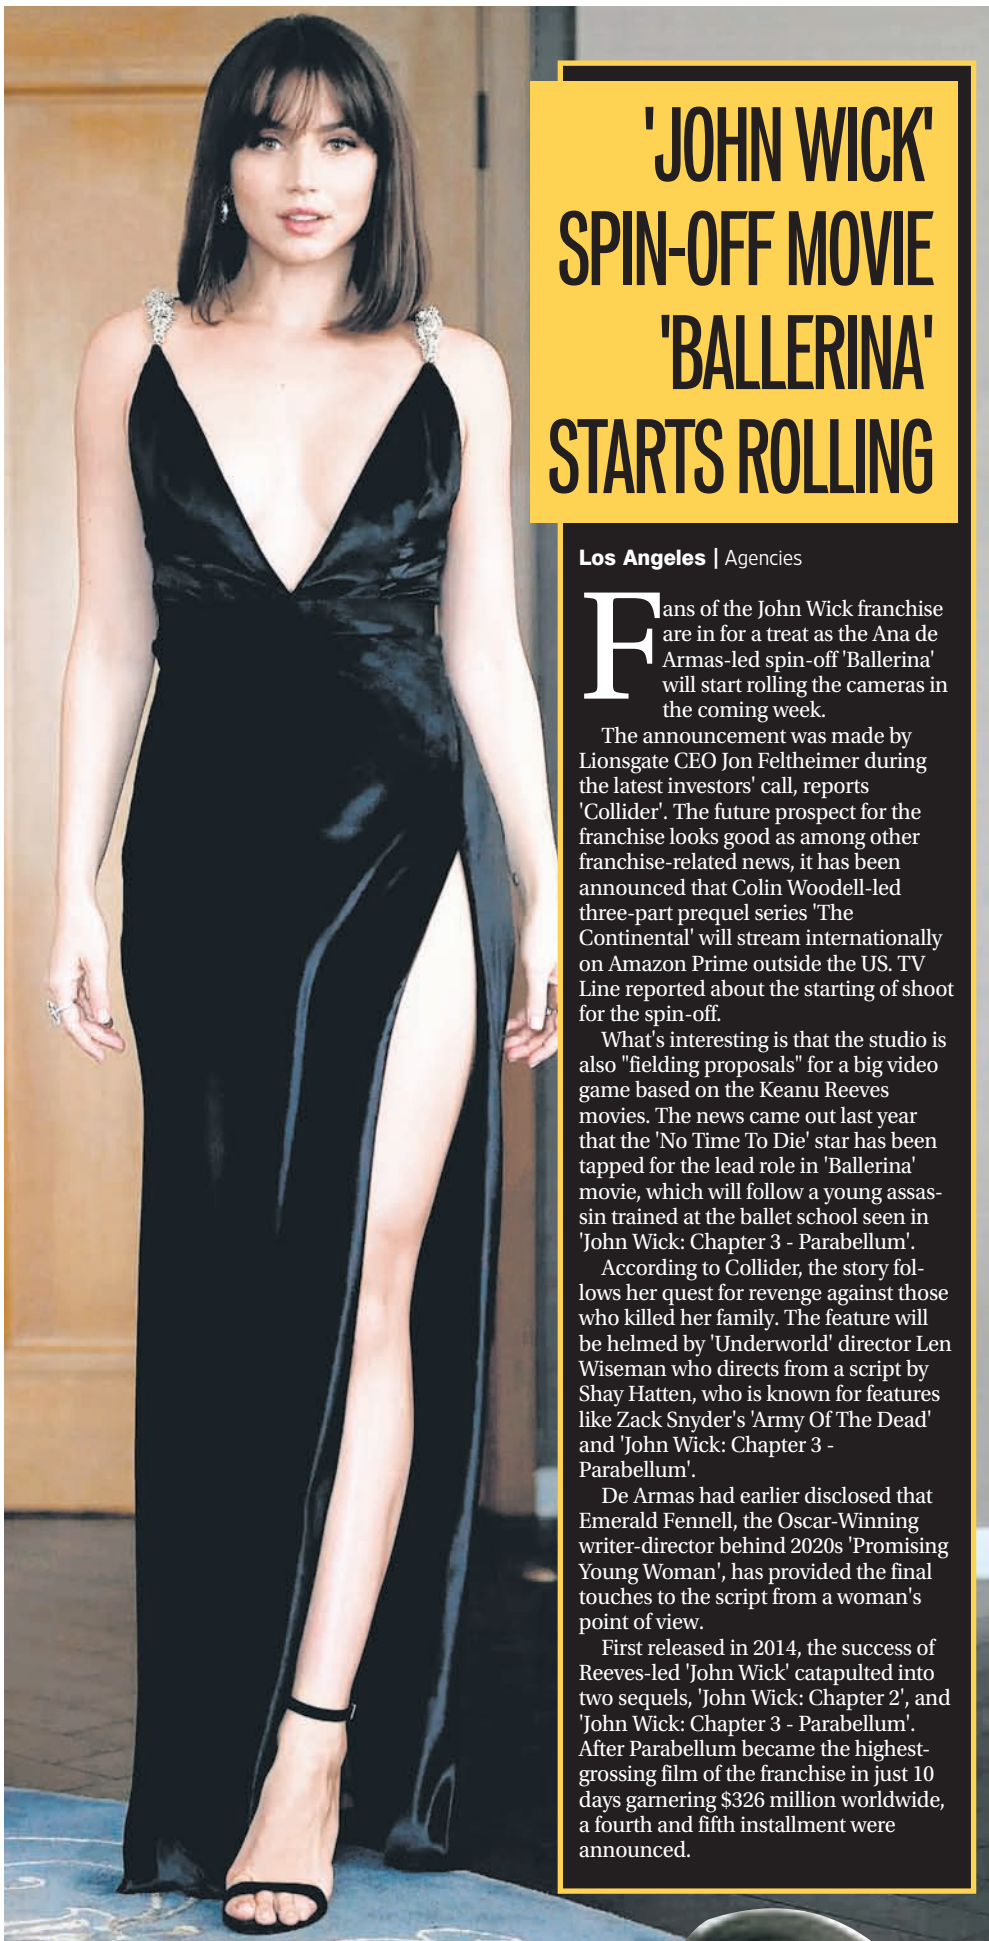 'JOHN WICK'
SPIN-OFF MOVIE
'BALLERINA'
STARTS ROLLING
Los Angeles | Agencies
Fans of the John Wick franchise
are in for a treat as the Ana de
Armas-led spin-off 'Ballerina'
will start rolling the cameras in
the coming week.
The announcement was made by
Lionsgate CEO Jon Feltheimer during
the latest investors' call, reports
'Collider'. The future prospect for the
franchise looks good as among other
franchise-related news, it has been
announced that Colin Woodell-led
three-part prequel series 'The
Continental' will stream internationally
on Amazon Prime outside the US. TV
Line reported about the starting of shoot
for the spin-off.
What's interesting is that the studio is
also "fielding proposals" for a big video
game based on the Keanu Reeves
movies. The news came out last year
that the 'No Time To Die' star has been
tapped for the lead role in 'Ballerina'
movie, which will follow a young assas-
sin trained at the ballet school seen in
'John Wick: Chapter 3 - Parabellum'.
According to Collider, the story fol-
lows her quest for revenge against those
who killed her family. The feature will
be helmed by 'Underworld' director Len
Wiseman who directs from a script by
Shay Hatten, who is known for features
like Zack Snyder's 'Army Of The Dead'
and 'John Wick: Chapter 3 -
Parabellum'.
De Armas had earlier disclosed that
Emerald Fennell, the Oscar-Winning
writer-director behind 2020s 'Promising
Young Woman', has provided the final
touches to the script from a woman's
point of view.
First released in 2014, the success of
Reeves-led 'John Wick' catapulted into
two sequels, 'John Wick: Chapter 2', and
'John Wick: Chapter 3 - Parabellum'.
After Parabellum became the highest-
grossing film of the franchise in just 10
days garnering $326 million worldwide,
a fourth and fifth installment were
announced.